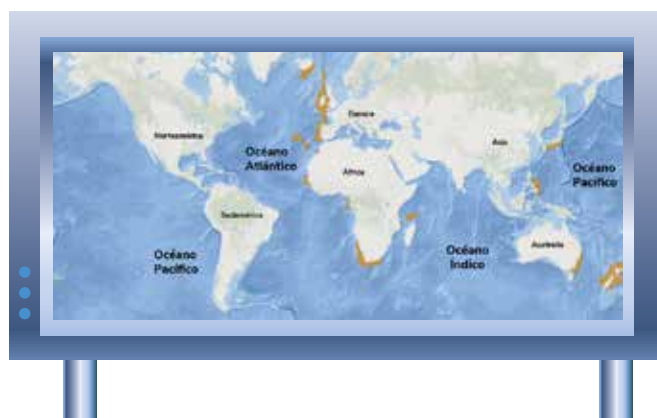 Norteamérica
Europa
Asia
Océano
Atlántico
África
Océano
Pacífico
Sudamérica
Océano
Pacífico
Océano
Índico
Australia